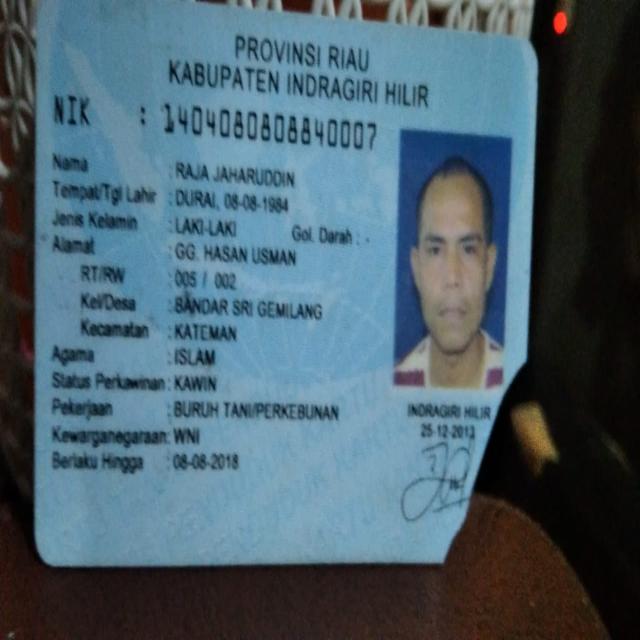 PROVINSI RIAU
KABUPATEN INDRAGIRI HILIR
NIK : 1404080808840007
Nama : RAJA JAHARUDDIN
Tempat/Tgl Lahir : DURAI, 08-08-1984
Jenis Kelamin : LAKI-LAKI Gol. Darah : -
Alamat : GG. HASAN USMAN
RT/RW : 005 / 002
Kel/Desa : BANDAR SRI GEMILANG
Kecamatan : KATEMAN
Agama : ISLAM
Status Perkawinan : KAWIN
Pekerjaan : BURUH TANI/PERKEBUNAN
Kewarganegaraan: WNI
Berlaku Hingga : 08-08-2018
INDRAGIRI HILIR
25-12-2013